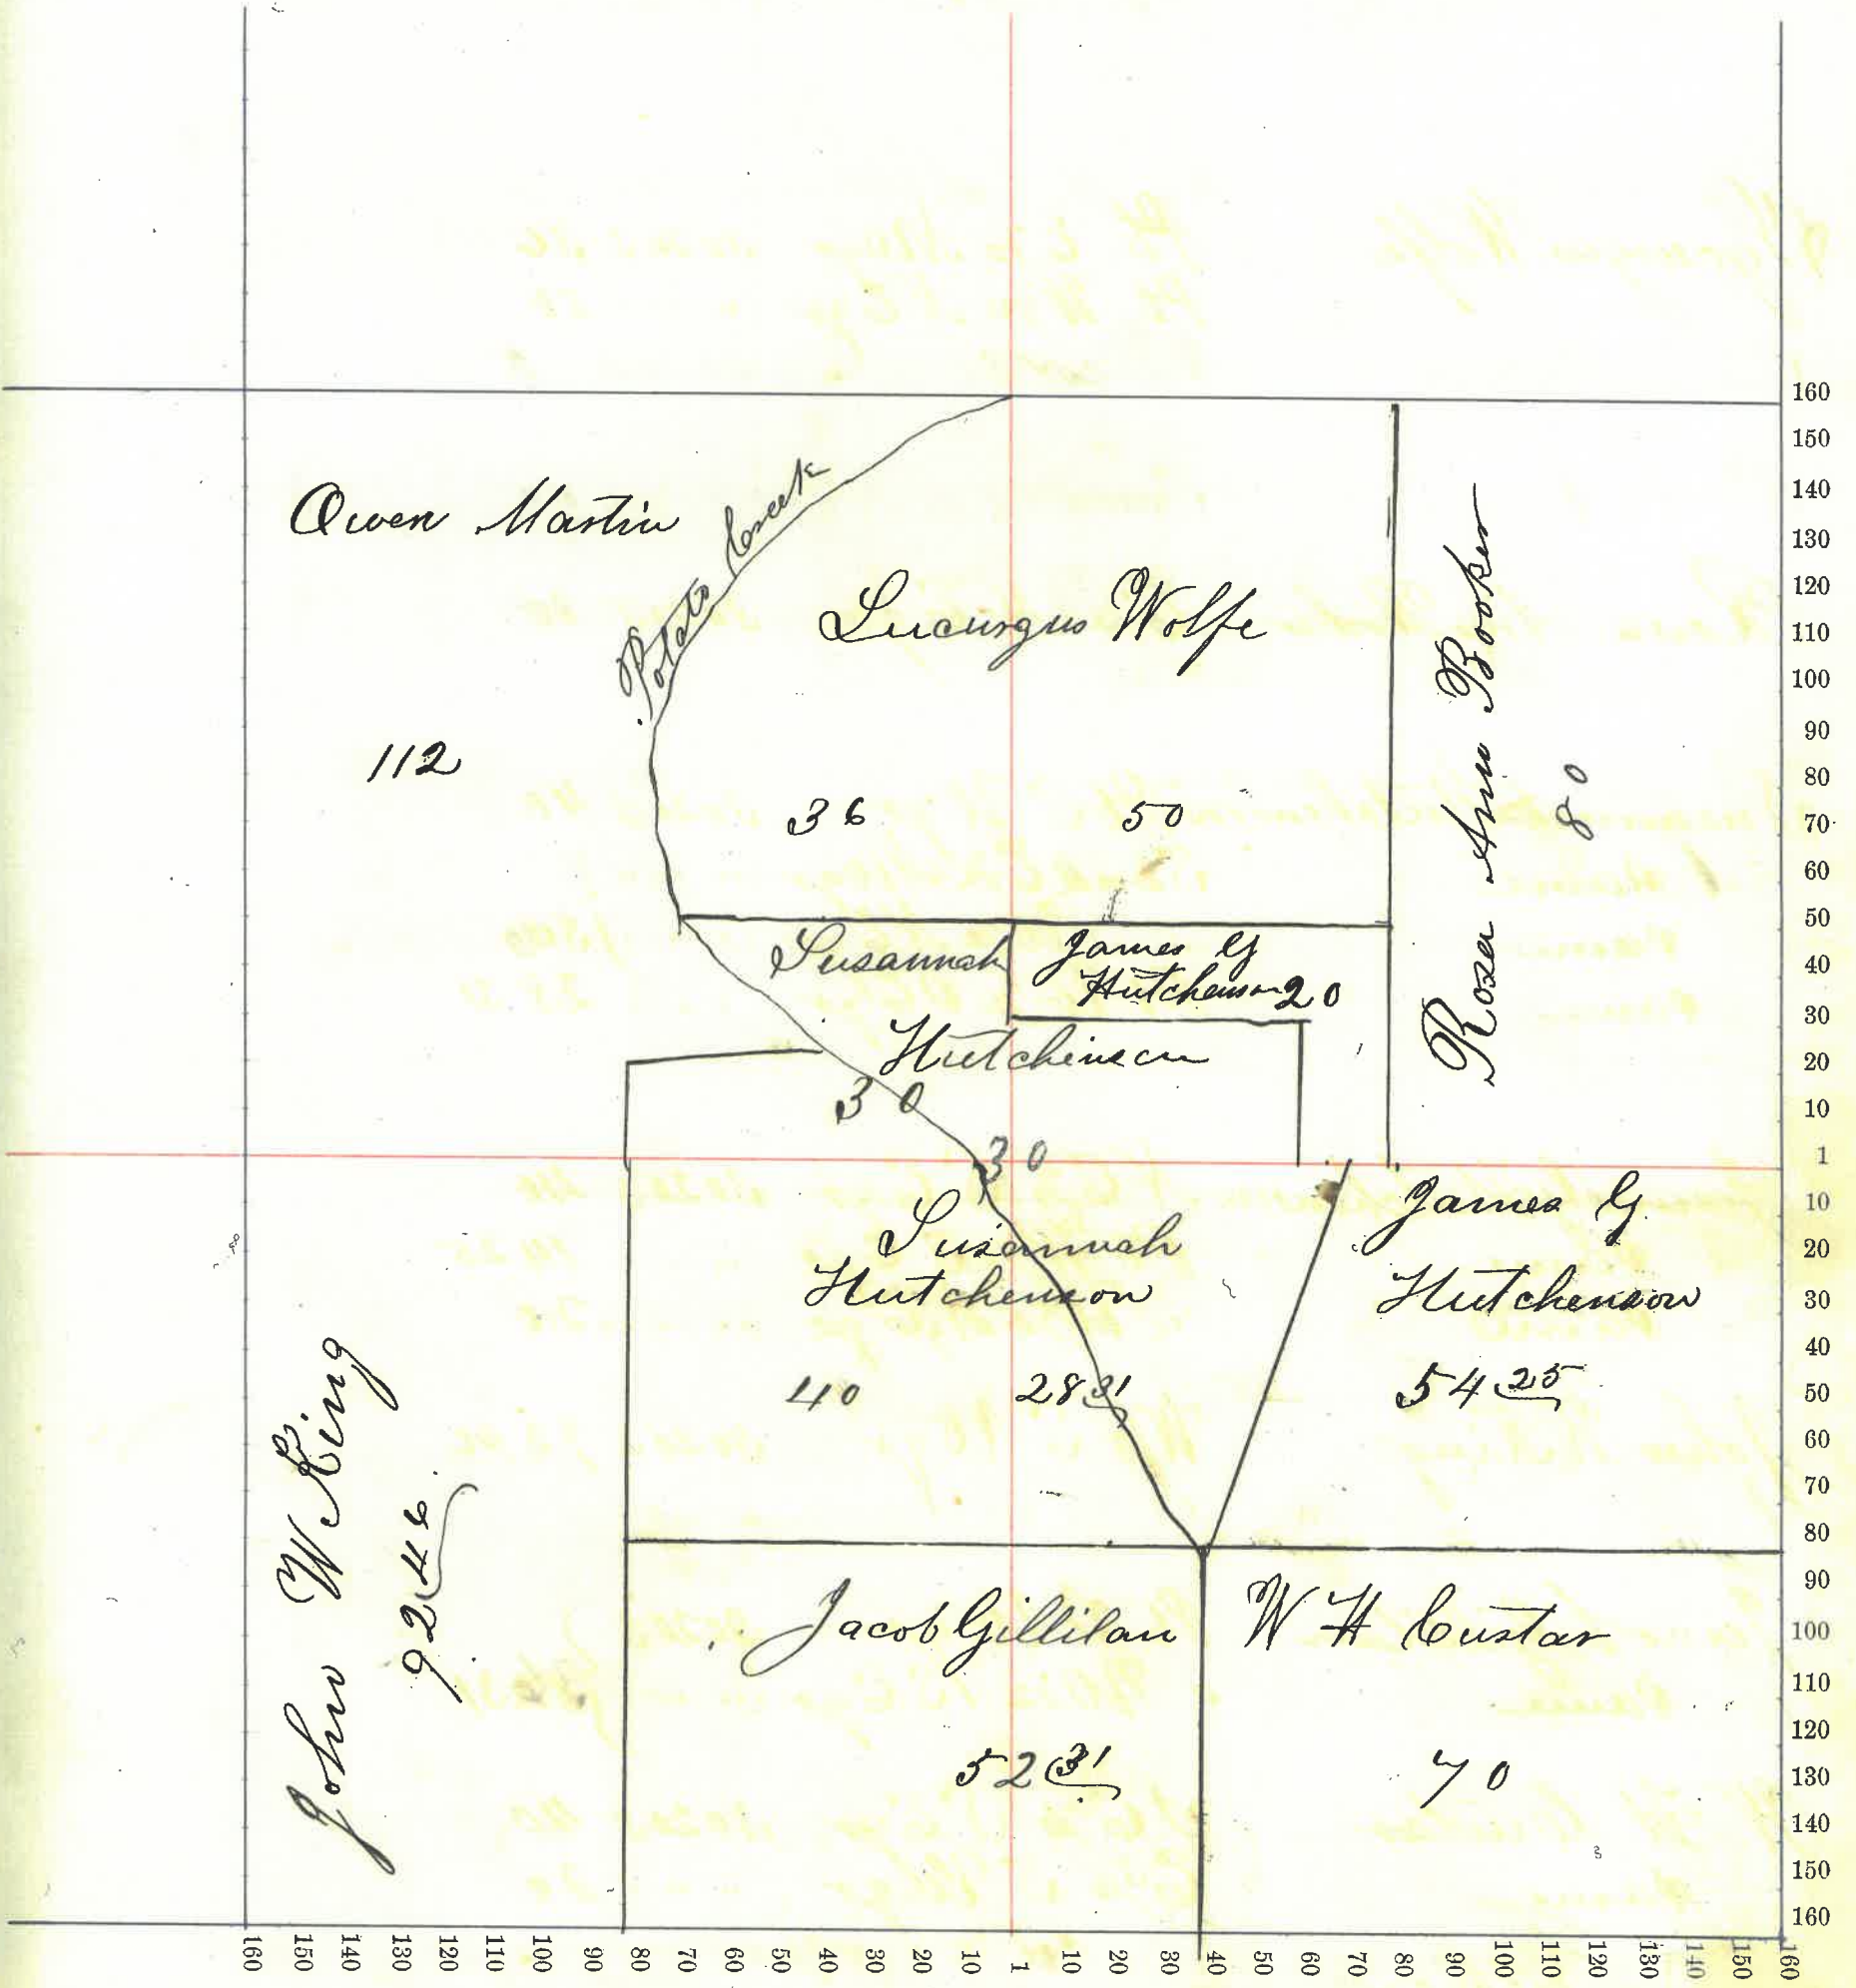 Owen Martin
112
Potato Creek
Lucurgus Wolfe
36 50
Rosa Ann Booker
80
Susannah
Hutchinson
30
30
James G
Hutchenson 20
Susannah
Hutchenson
40 28 31
James G.
Hutchenson
54 25
John W King
92 46
Jacob Gillilan
52 31
W H Custar
70
160
150
140
130
120
110
100
90
80
70
60
50
40
30
20
10
1
10
20
30
40
50
60
70
80
90
100
110
120
130
140
150
160
160 150 140 130 120 110 100 90 80 70 60 50 40 30 20 10 1 10 20 30 40 50 60 70 80 90 100 110 120 130 140 150 160